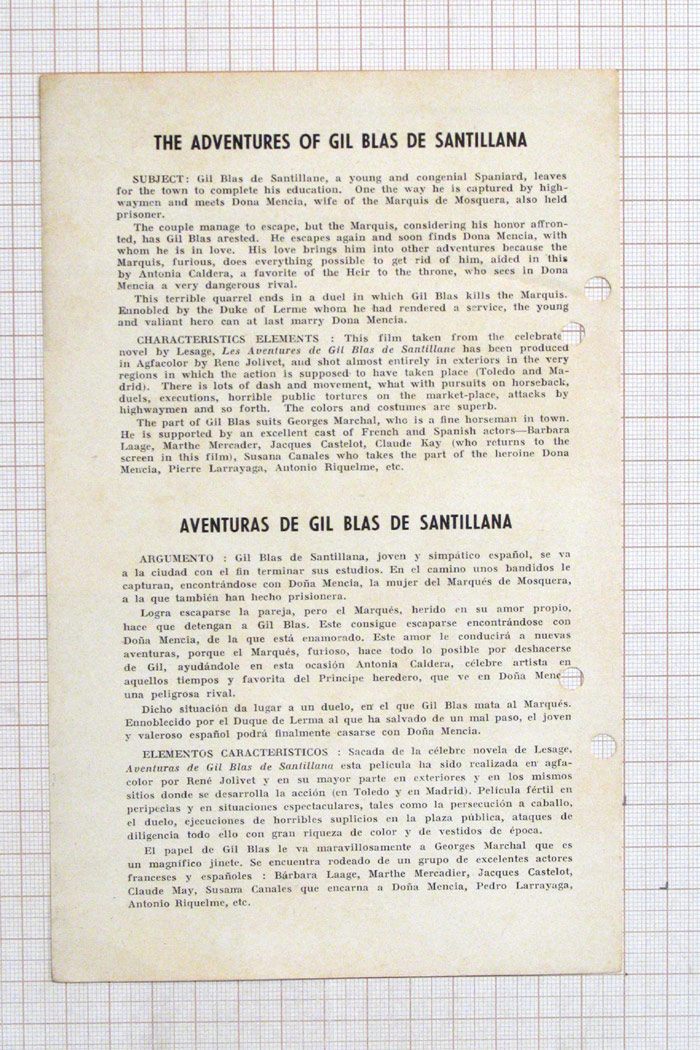 THE ADVENTURES OF GIL BLAS DE SANTILLANA
SUBJECT: Gil Blas de Santillane, a young and congenial Spaniard, leaves
for the town to complete his education. One the way he is captured by high-
waymen and meets Dona Mencia, wife of the Marquis de Mosquera, also held
prisoner.
The couple manage to escape, but the Marquis, considering his honor affron-
ted, has Gil Blas arested. He escapes again and soon finds Dona Mencia, with
whom he is in love. His love brings him into other adventures because the
Marquis, furious, does everything possible to get rid of him, aided in this
by Antonia Caldera, a favorite of the Heir to the throne, who sees in Dona
Mencia a very dangerous rival.
This terrible quarrel ends in a duel in which Gil Blas kills the Marquis.
Ennobled by the Duke of Lerme whom he had rendered a service, the young
and valiant hero can at last marry Dona Mencia.
CHARACTERISTICS ELEMENTS : This film taken from the celebrate
novel by Lesage, Les Aventures de Gil Blas de Santillane has been produced
in Agfacolor by Rene Jolivet, and shot almost entirely in exteriors in the very
regions in which the action is supposed to have taken place (Toledo and Ma-
drid). There is lots of dash and movement, what with pursuits on horseback,
duels, executions, horrible public tortures on the market-place, attacks by
highwaymen and so forth. The colors and costumes are superb.
The part of Gil Blas suits Georges Marchal, who is a fine horseman in town.
He is supported by an excellent cast of French and Spanish actors—Barbara
Laage, Marthe Mercader, Jacques Castelot, Claude Kay (who returns to the
screen in this film), Susana Canales who takes the part of the heroine Dona
Mencia, Pierre Larrayaga, Antonio Riquelme, etc.
AVENTURAS DE GIL BLAS DE SANTILLANA
ARGUMENTO : Gil Blas de Santillana, joven y simpático español, se va
a la ciudad con el fin terminar sus estudios. En el camino unos bandidos le
capturan, encontrándose con Doña Mencia, la mujer del Marqués de Mosquera,
a la que también han hecho prisionera.
Logra escaparse la pareja, pero el Marqués, herido en su amor propio,
hace que detengan a Gil Blas. Este consigue escaparse encontrándose con
Doña Mencia, de la que está enamorado. Este amor le conducirá a nuevas
aventuras, porque el Marqués, furioso, hace todo lo posible por deshacerse
de Gil, ayudándole en esta ocasión Antonia Caldera, célebre artista en
aquellos tiempos y favorita del Principe heredero, que ve en Doña Menc
una peligrosa rival.
Dicho situación da lugar a un duelo, en el que Gil Blas mata al Marqués.
Ennoblecido por el Duque de Lerma al que ha salvado de un mal paso, el joven
y valeroso español podrá finalmente casarse con Doña Mencia.
ELEMENTOS CARACTERISTICOS : Sacada de la célebre novela de Lesage,
Aventuras de Gil Blas de Santillana esta pelicula ha sido realizada en agfa-
color por René Jolivet y en su mayor parte en exteriores y en los mismos
sitios donde se desarrolla la acción (en Toledo y en Madrid). Película fértil en
peripecias y en situaciones espectaculares, tales como la persecución a caballo,
el duelo, ejecuciones de horribles suplicios en la plaza pública, ataques de
diligencia todo ello con gran riqueza de color y de vestidos de época.
El papel de Gil Blas le va maravillosamente a Georges Marchal que es
un magnífico jinete. Se encuentra rodeado de un grupo de excelentes actores
franceses y españoles : Bárbara Laage, Marthe Mercadier, Jacques Castelot,
Claude May, Susana Canales que encarna a Doña Mencia, Pedro Larrayaga,
Antonio Riquelme, etc.